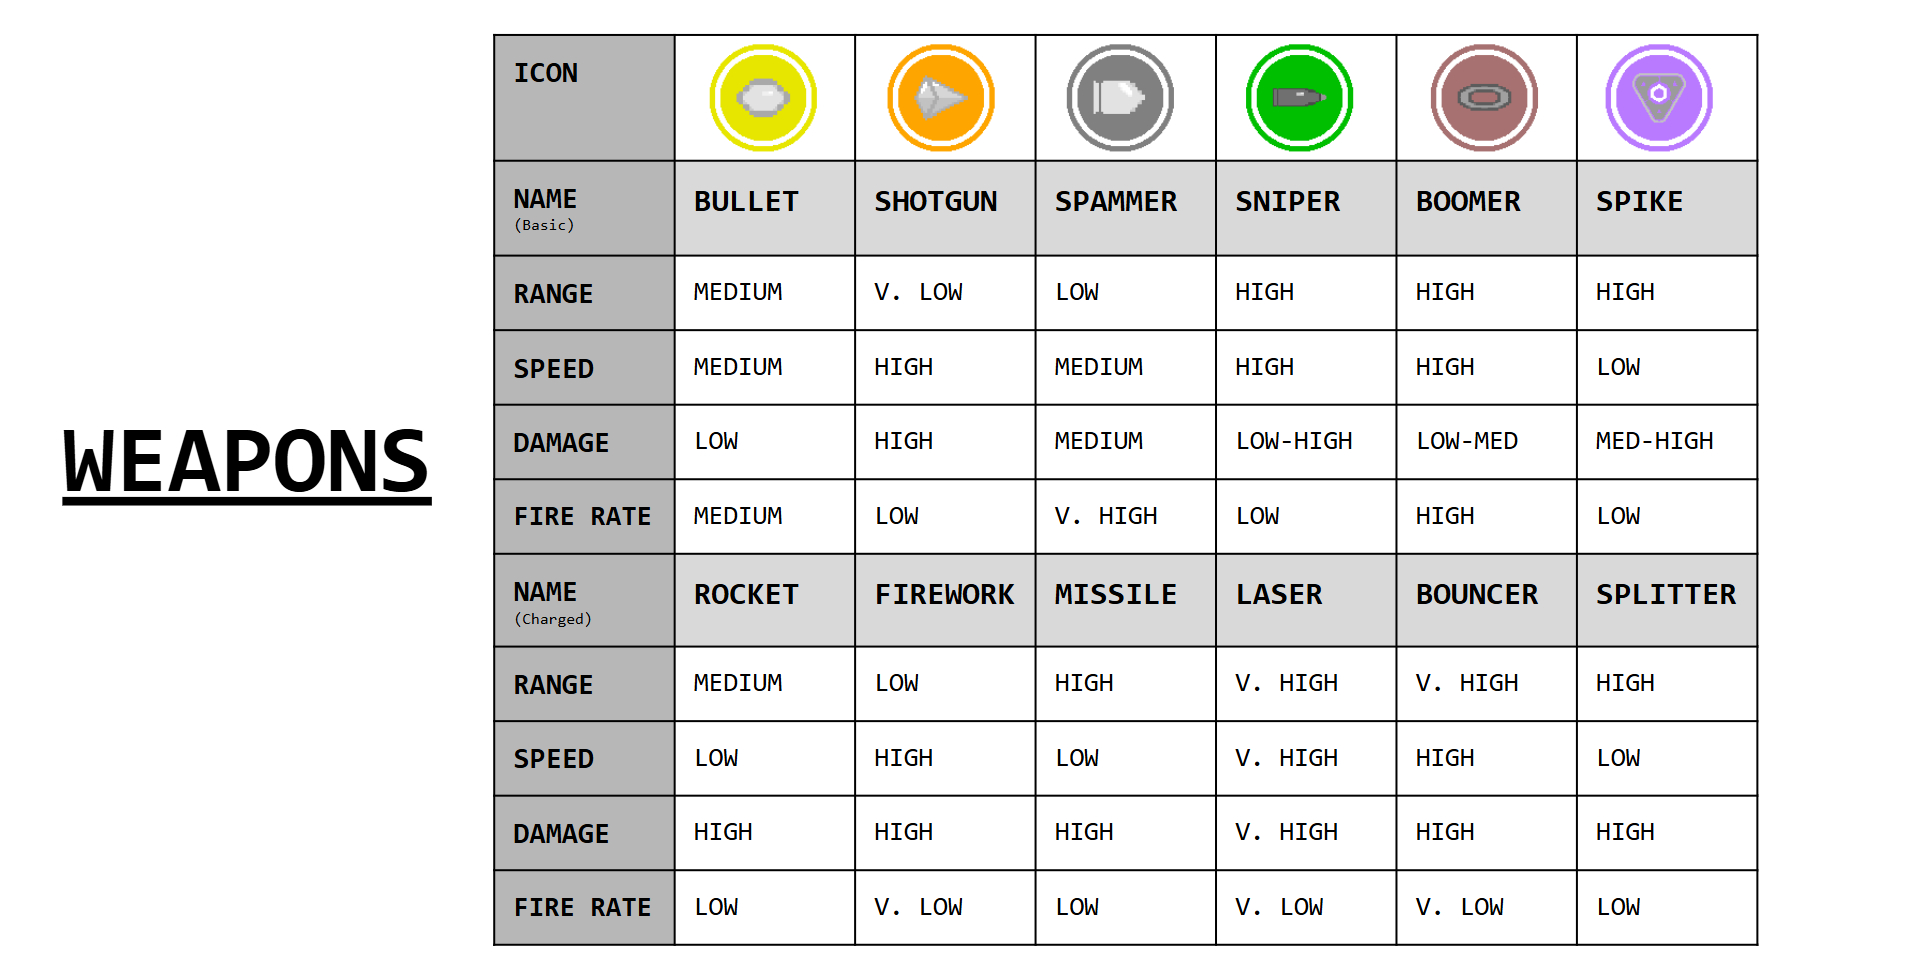 WEAPONS
ICON
NAME BULLET SHOTGUN SPAMMER SNIPER BOOMER SPIKE
(Basic)
RANGE MEDIUM V. LOW LOW HIGH HIGH HIGH
SPEED MEDIUM HIGH MEDIUM HIGH HIGH LOW
DAMAGE LOW HIGH MEDIUM LOW-HIGH LOW-MED MED-HIGH
FIRE RATE MEDIUM LOW V. HIGH LOW HIGH LOW
NAME ROCKET FIREWORK MISSILE LASER BOUNCER SPLITTER
(Charged)
RANGE MEDIUM LOW HIGH V. HIGH V. HIGH HIGH
SPEED LOW HIGH LOW V. HIGH HIGH LOW
DAMAGE HIGH HIGH HIGH V. HIGH HIGH HIGH
FIRE RATE LOW V. LOW LOW V. LOW V. LOW LOW